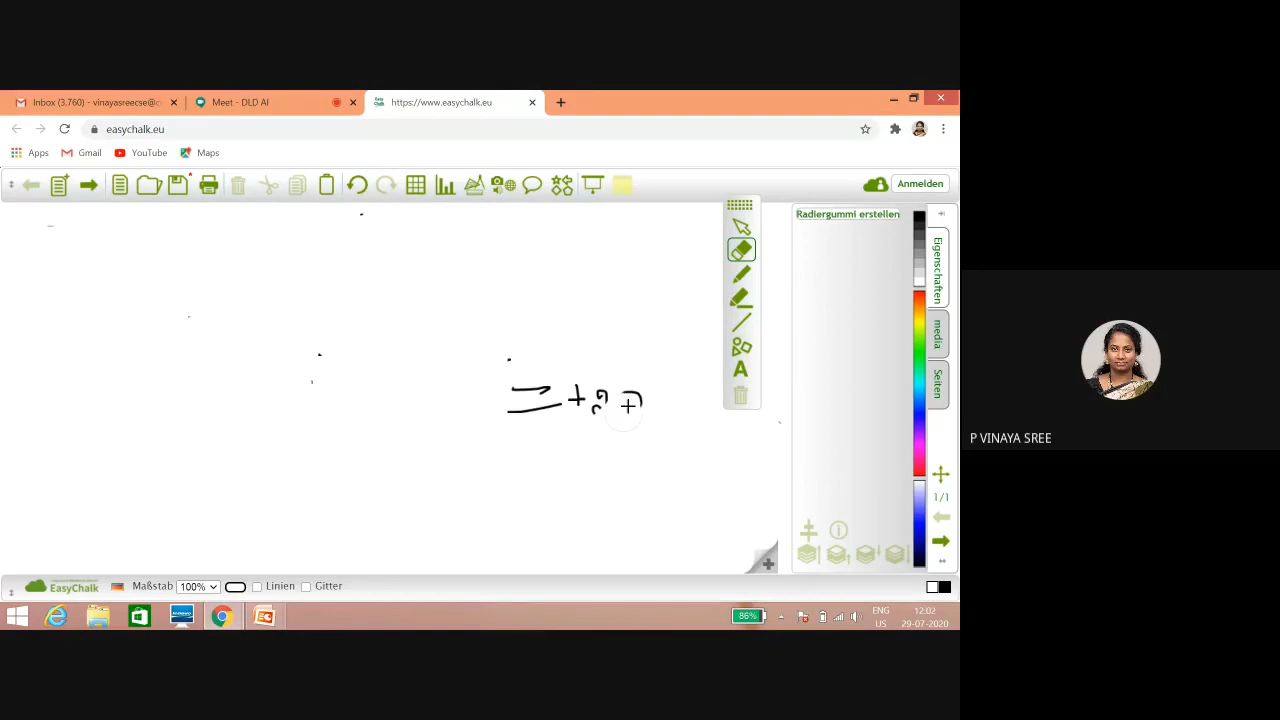 Inbox (3,760) - vinayasreecse@c
Meet - DLD AI
https://www.easychalk.eu
easychalk.eu
Apps
Gmail
YouTube
Maps
Anmelden
Radiergummi erstellen
Eigenschaften
media
Seiten
A
1/1
P VINAYA SREE
EasyChalk
Maßstab
100%
Linien
Gitter
86%
ENG
US
12:02
29-07-2020